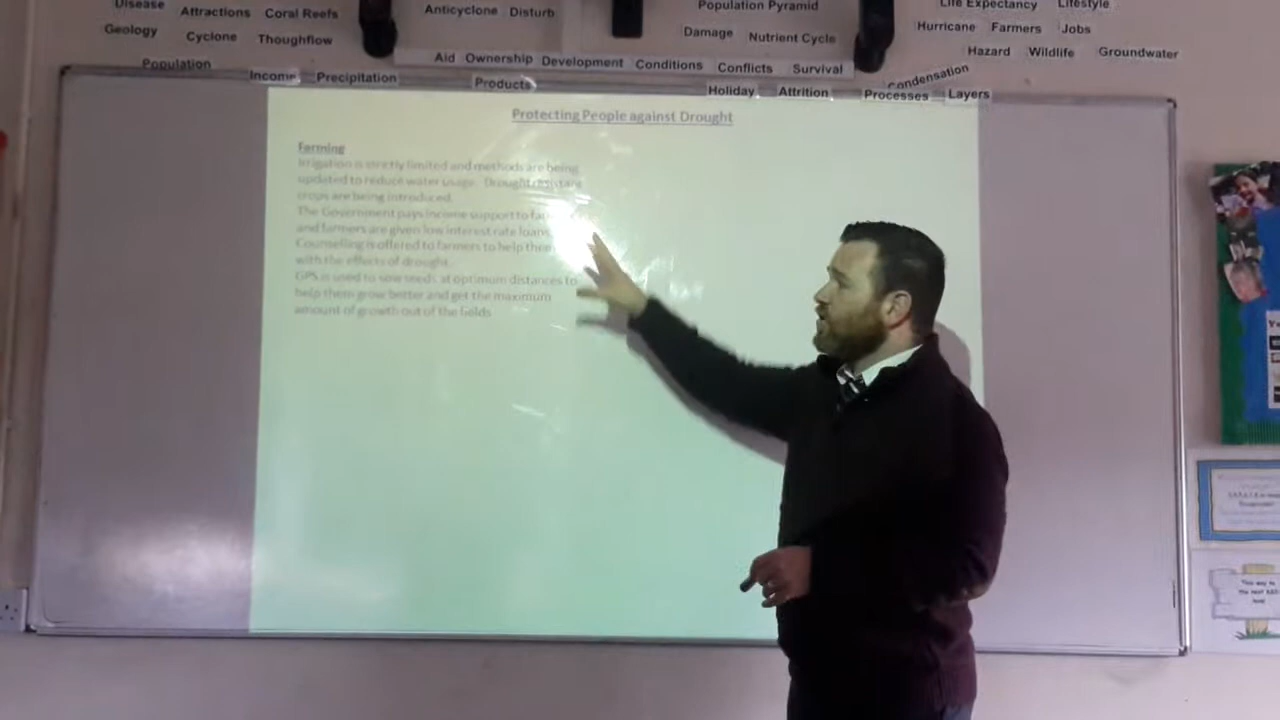 Disease Attractions Coral Reefs
Geology Cyclone Thoughflow
Population
Income Precipitation
Anticyclone Disturb
Aid Ownership Development Conditions Conflicts Survival
Products
Population Pyramid
Damage Nutrient Cycle
Holiday Attrition Processes Layers
condensation
Life Expectancy Lifestyle
Hurricane Farmers Jobs
Hazard Wildlife Groundwater
Protecting People against Drought
Farming
Irrigation is strictly limited and methods are being
updated to reduce water usage. Drought resistant
crops are being introduced.
The Government pays income support to
and farmers are given low interest rate loans
Counselling is offered to farmers to help
with the effects of drought.
GPS is used to sow seeds at optimum distances to
help them grow better and get the maximum
amount of growth out of the
This way to
the next